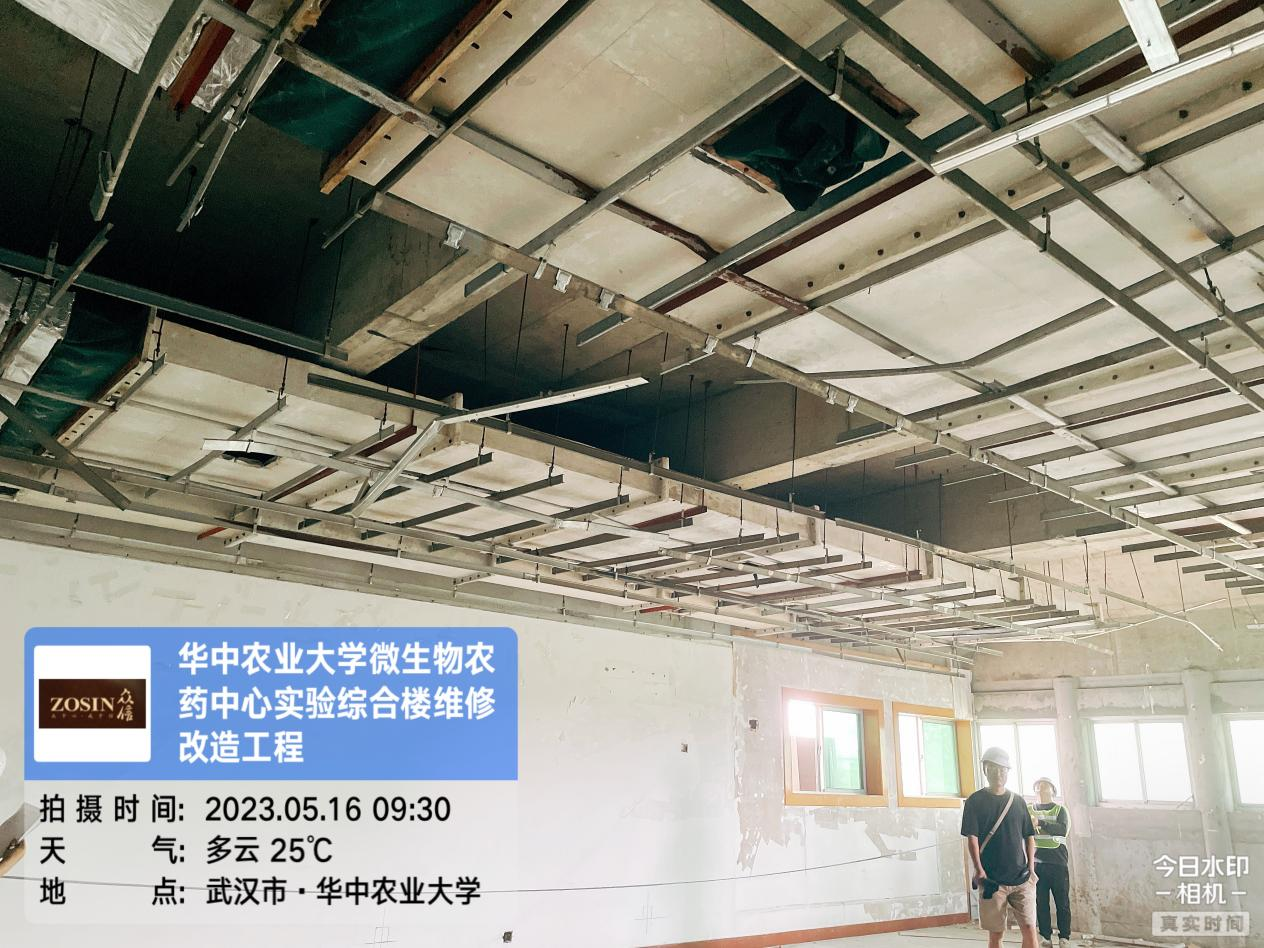 ZOSIN 众信
华中农业大学微生物农
药中心实验综合楼维修
改造工程
拍摄时间: 2023.05.16 09:30
天气: 多云 25℃
地点: 武汉市·华中农业大学
今日水印
-相机-
真实时间